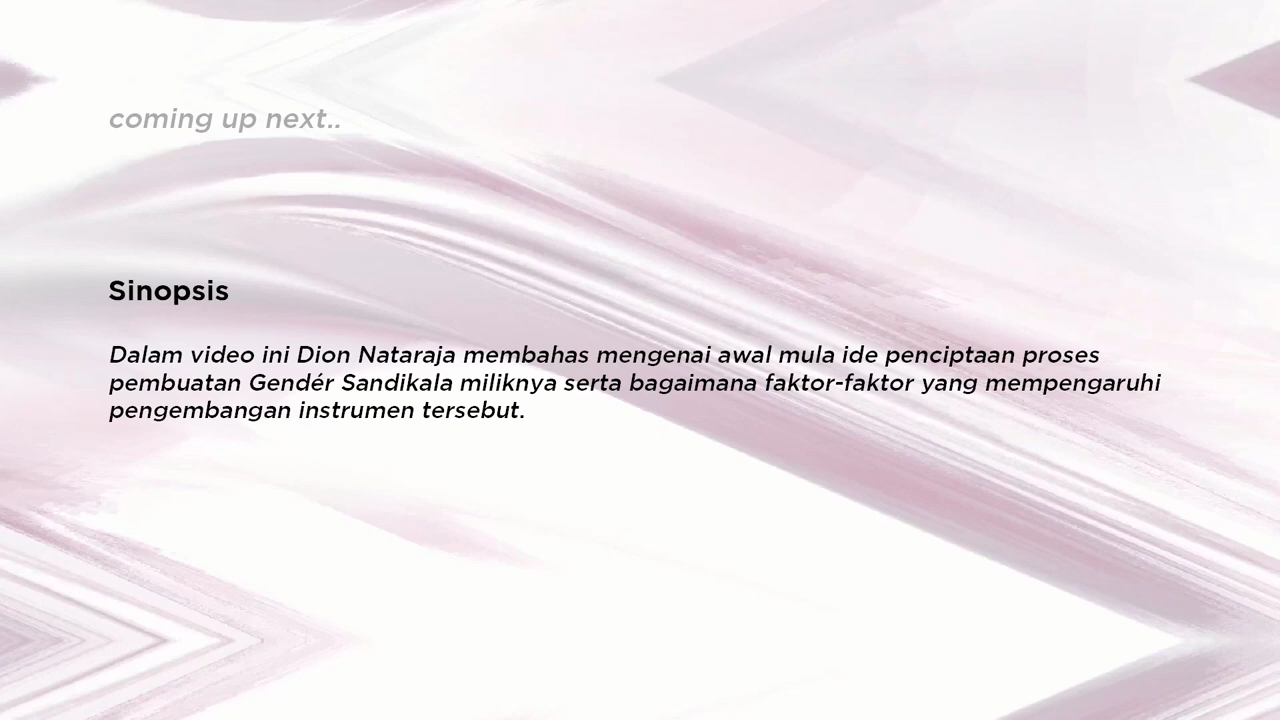 coming up next..
Sinopsis
Dalam video ini Dion Nataraja membahas mengenai awal mula ide penciptaan proses
pembuatan Gendér Sandikala miliknya serta bagaimana faktor-faktor yang mempengaruhi
pengembangan instrumen tersebut.